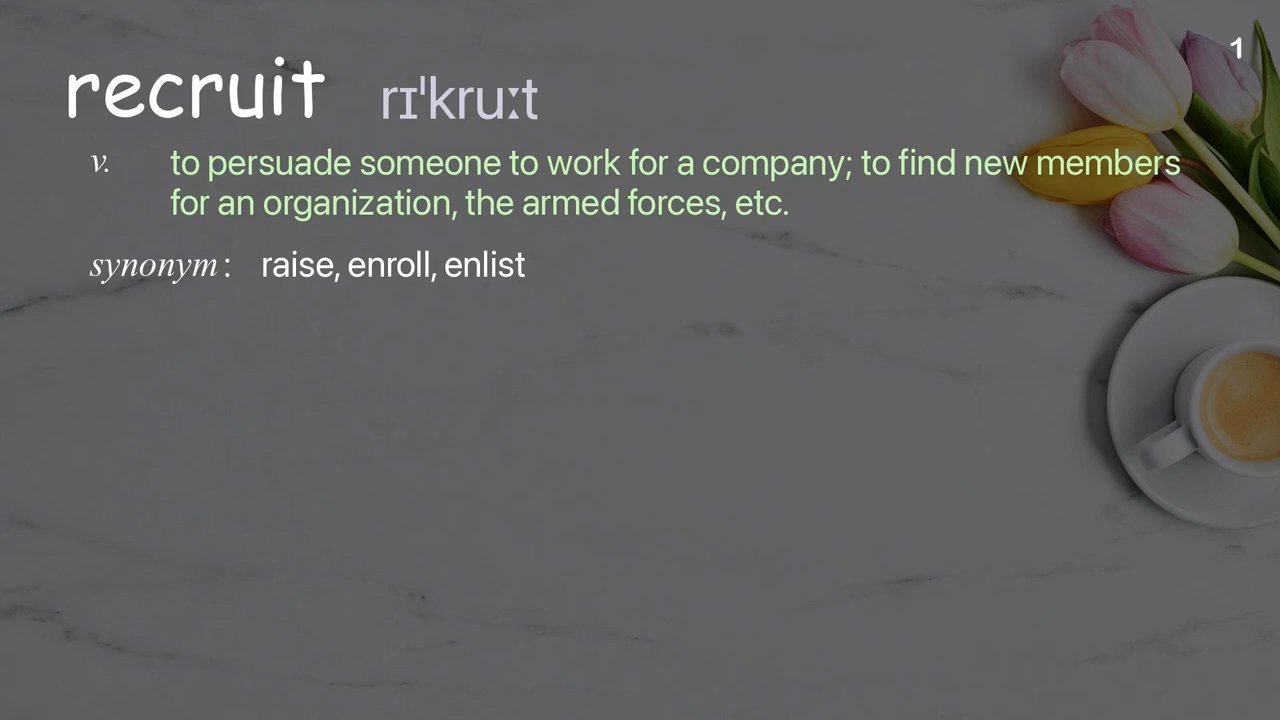 1
recruit rɪˈkruːt
v. to persuade someone to work for a company; to find new members
for an organization, the armed forces, etc.
synonym : raise, enroll, enlist